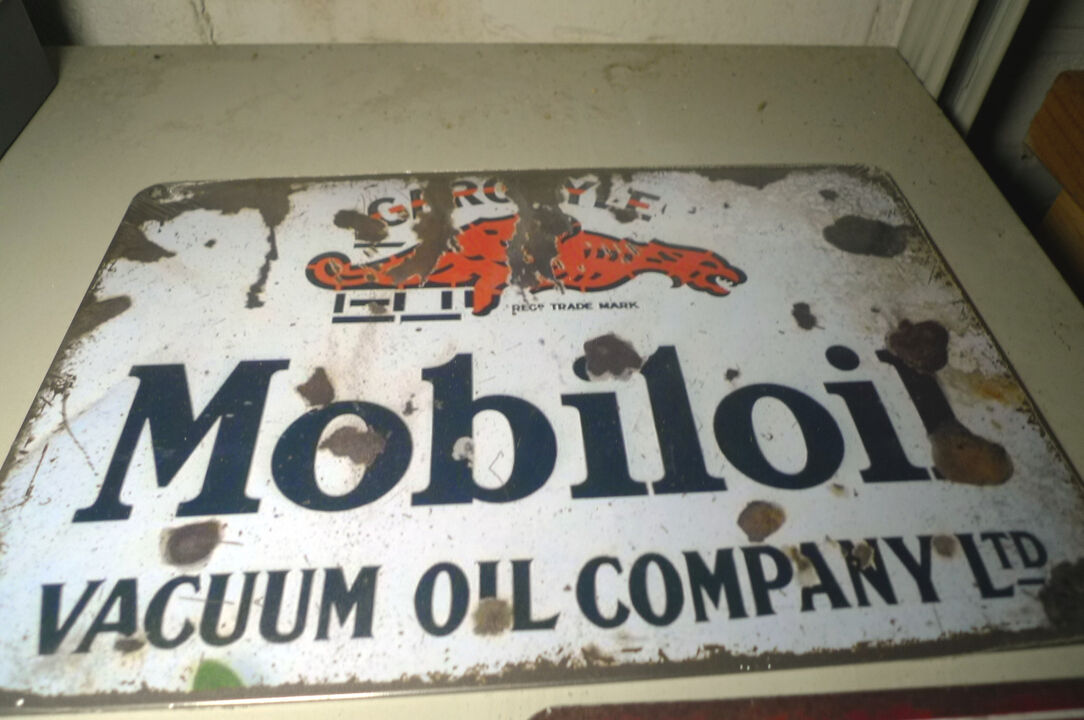 GARGOYLE
REGD TRADE MARK
Mobiloil
VACUUM OIL COMPANY LTD